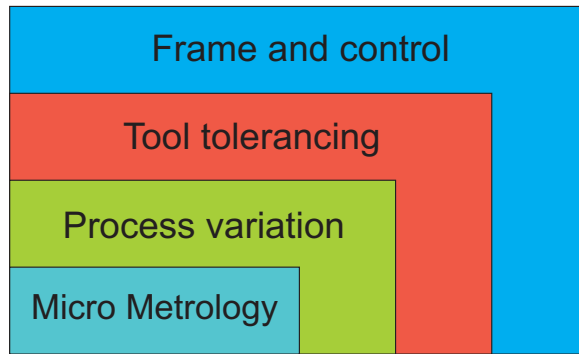 Frame and control
Tool tolerancing
Process variation
Micro Metrology